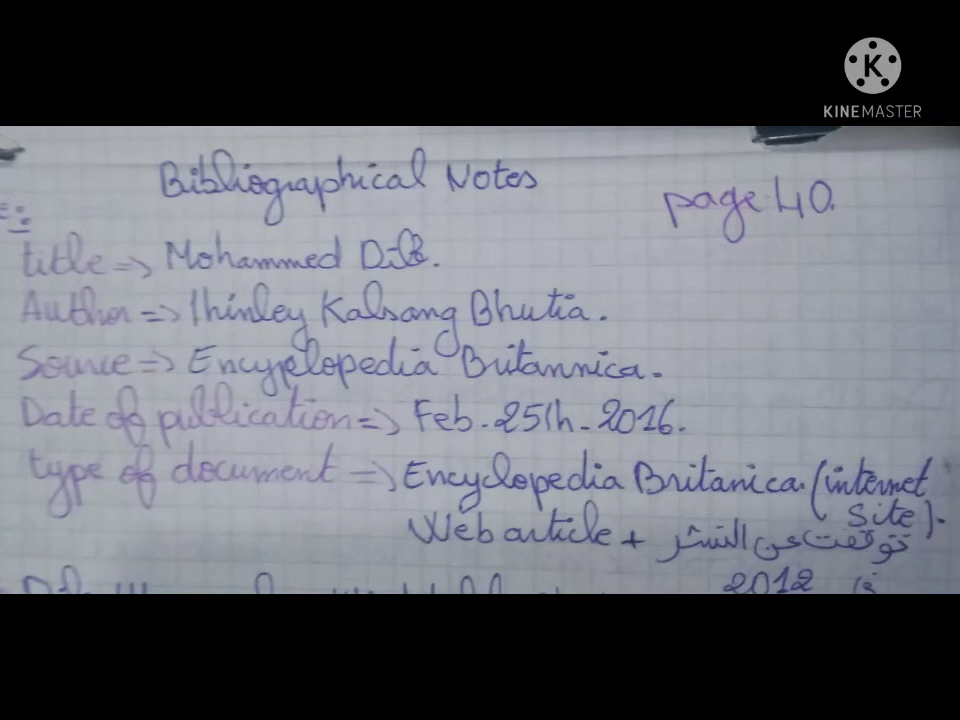 KINEMASTER
Bibliographical Notes
page 40.
title => Mohammed Dib.
Author => Thinley Kalsang Bhutia.
Source => Encyclopedia Britannica.
Date of publication => Feb. 25th. 2016.
type of document => Encyclopedia Britanica. (internet
site).
Web article + توقفت عن النشر
2012 في